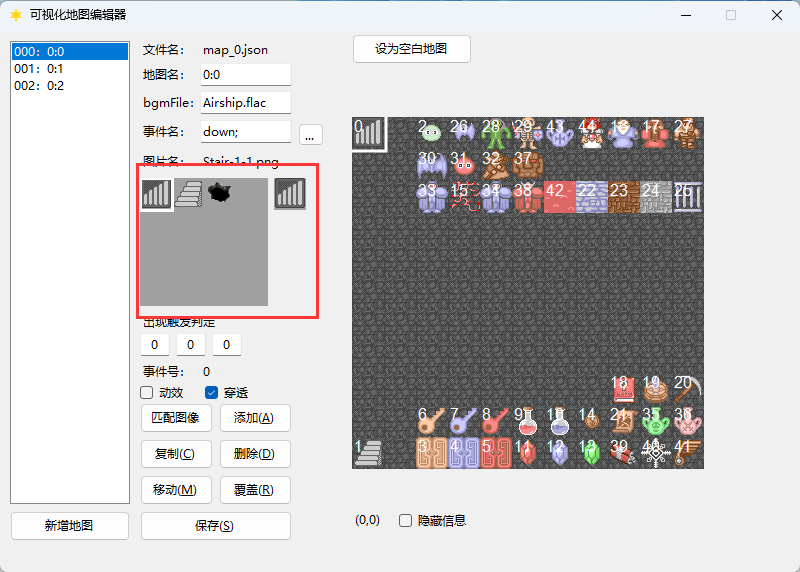 可视化地图编辑器
000: 0:0
001: 0:1
002: 0:2
新增地图
文件名: map_0.json
地图名: 0:0
bgmFile: Airship.flac
事件名: down; ...
图片名: Stair-1-1.png
出现触发判定
0 0 0
事件号: 0
动效 穿透
匹配图像 添加(A)
复制(C) 删除(D)
移动(M) 覆盖(R)
保存(S)
设为空白地图
0 2 26 28 29 43 44 16 17 27
30 31 32 37
33 15 34 38 42 22 23 24 25
18 19 20
6 7 8 9 10 14 21 35 36
1 3 4 5 11 12 13 39 40 41
(0,0) 隐藏信息